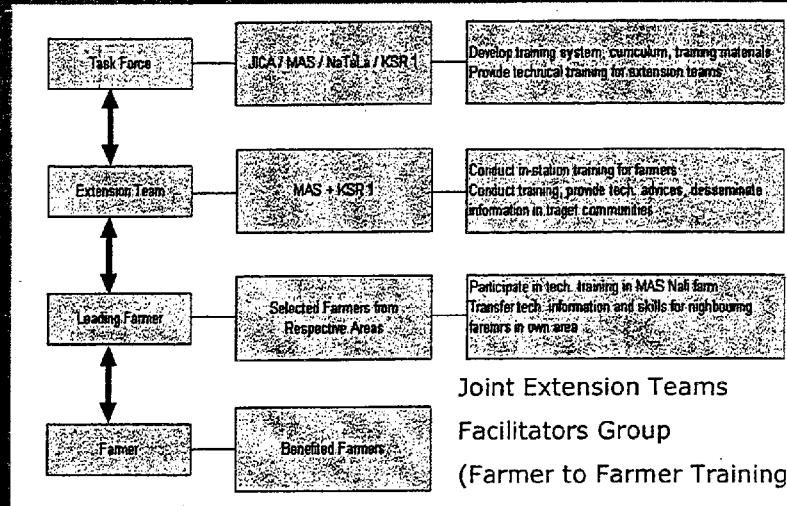 Task Force
JICA / MAS / NaTeLa / KSR 1
Develop training system, curriculum, training materials
Provide technical training for extension teams
Extension Team
MAS + KSR 1
Conduct in-station training for farmers
Conduct training, provide tech. advices, desseminate
information in traget communities
Leading Farmer
Selected Farmers from
Respective Areas
Participate in tech. training in MAS Nali farm
Transfer tech. information and skills for nighbouring
farmers in own area
Farmer
Benefited Farmers
Joint Extension Teams
Facilitators Group
(Farmer to Farmer Training